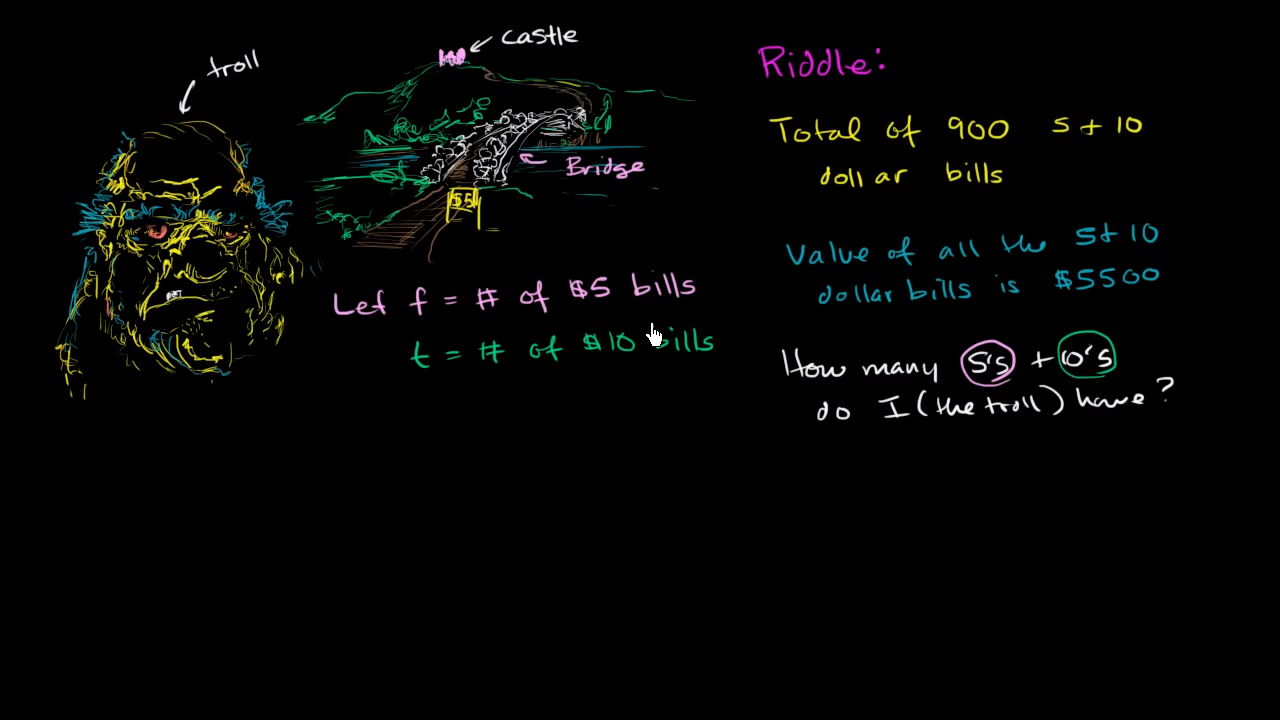 troll
castle
Bridge
$5
Let f = # of $5 bills
t = # of $10 bills
Riddle:
Total of 900 5 + 10
dollar bills
Value of all the 5 + 10
dollar bills is $5500
How many 5's + 10's
do I (the troll) have?